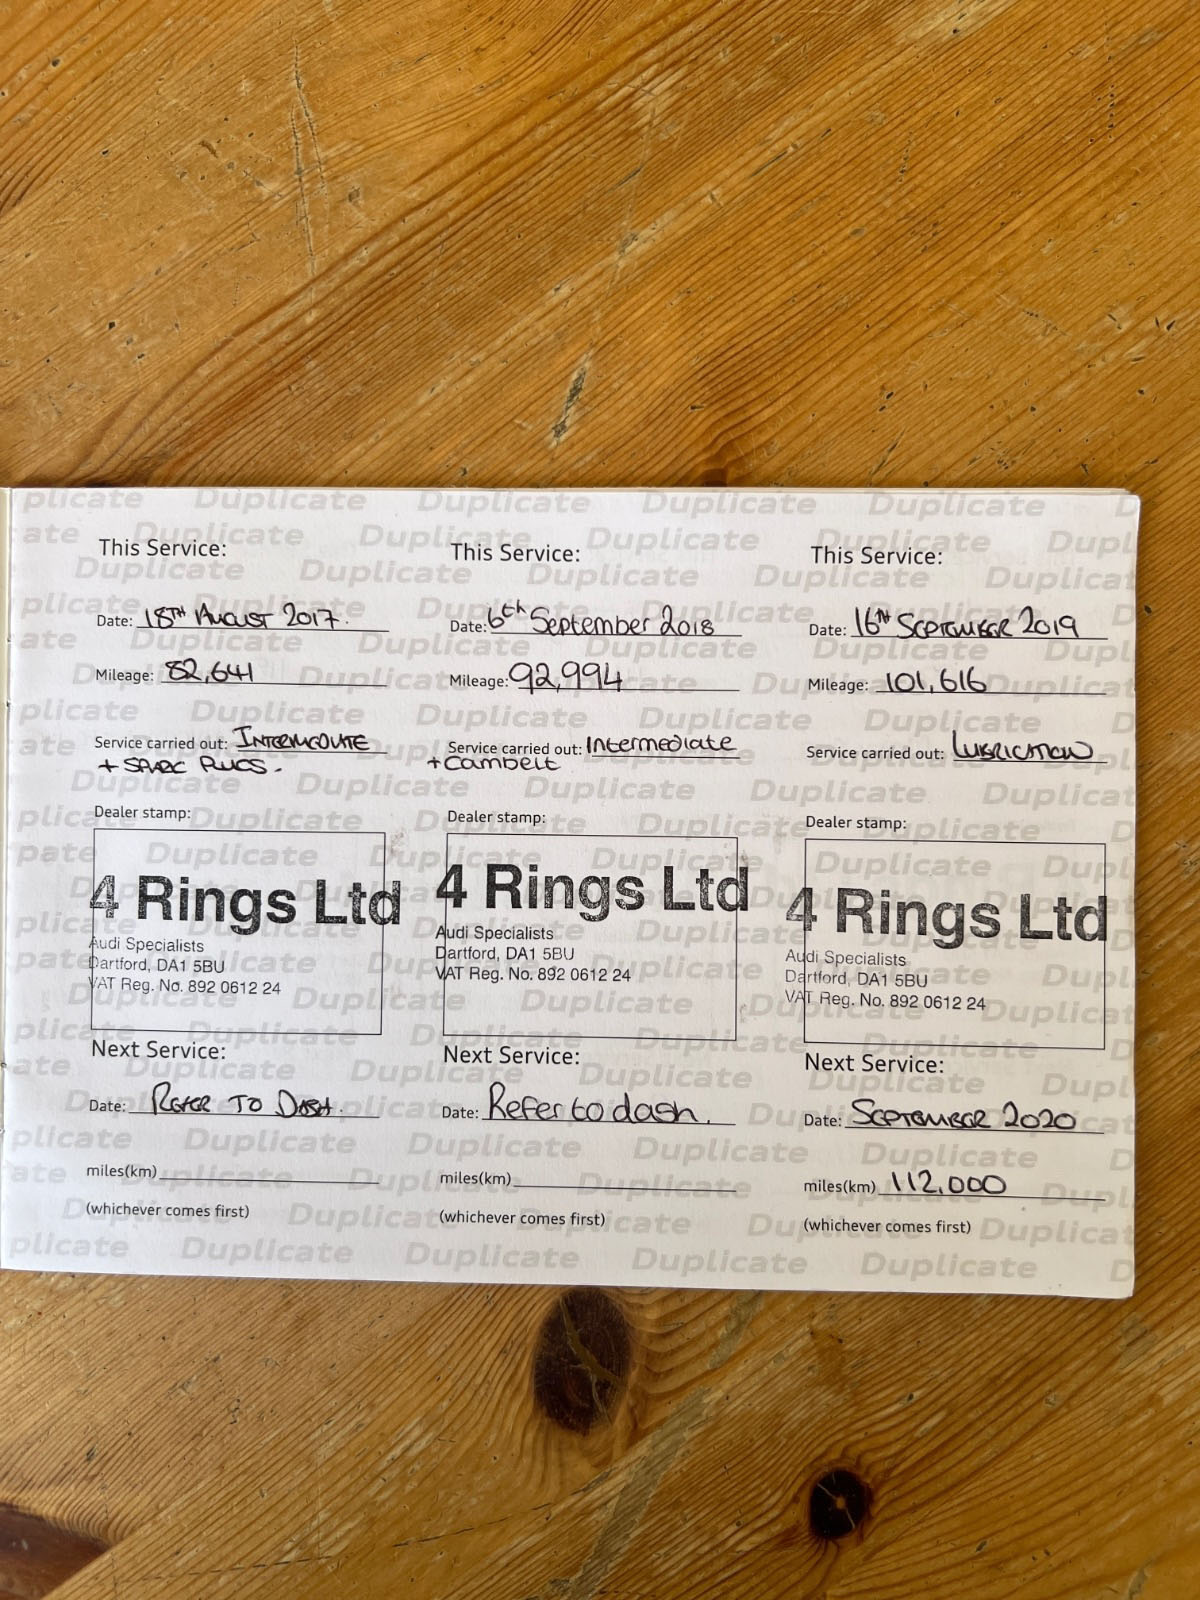 This Service:
Date: 18TH AUGUST 2017.
Mileage: 82,641
Service carried out: INTERMEDIATE
+ SPARK PLUGS.
Dealer stamp:
4 Rings Ltd
Audi Specialists
Dartford, DA1 5BU
VAT Reg. No. 892 0612 24
Next Service:
Date: REFER TO DASH.
miles(km)
(whichever comes first)
This Service:
Date: 6th September 2018
Mileage: 92,994
Service carried out: Intermediate
+Cambelt
Dealer stamp:
4 Rings Ltd
Audi Specialists
Dartford, DA1 5BU
VAT Reg. No. 892 0612 24
Next Service:
Date: Refer to dash.
miles(km)
(whichever comes first)
This Service:
Date: 16TH SEPTEMBER 2019
Mileage: 101,616
Service carried out: LUBRICATION
Dealer stamp:
4 Rings Ltd
Audi Specialists
Dartford, DA1 5BU
VAT Reg. No. 892 0612 24
Next Service:
Date: SEPTEMBER 2020
miles(km) 112,000
(whichever comes first)
Duplicate